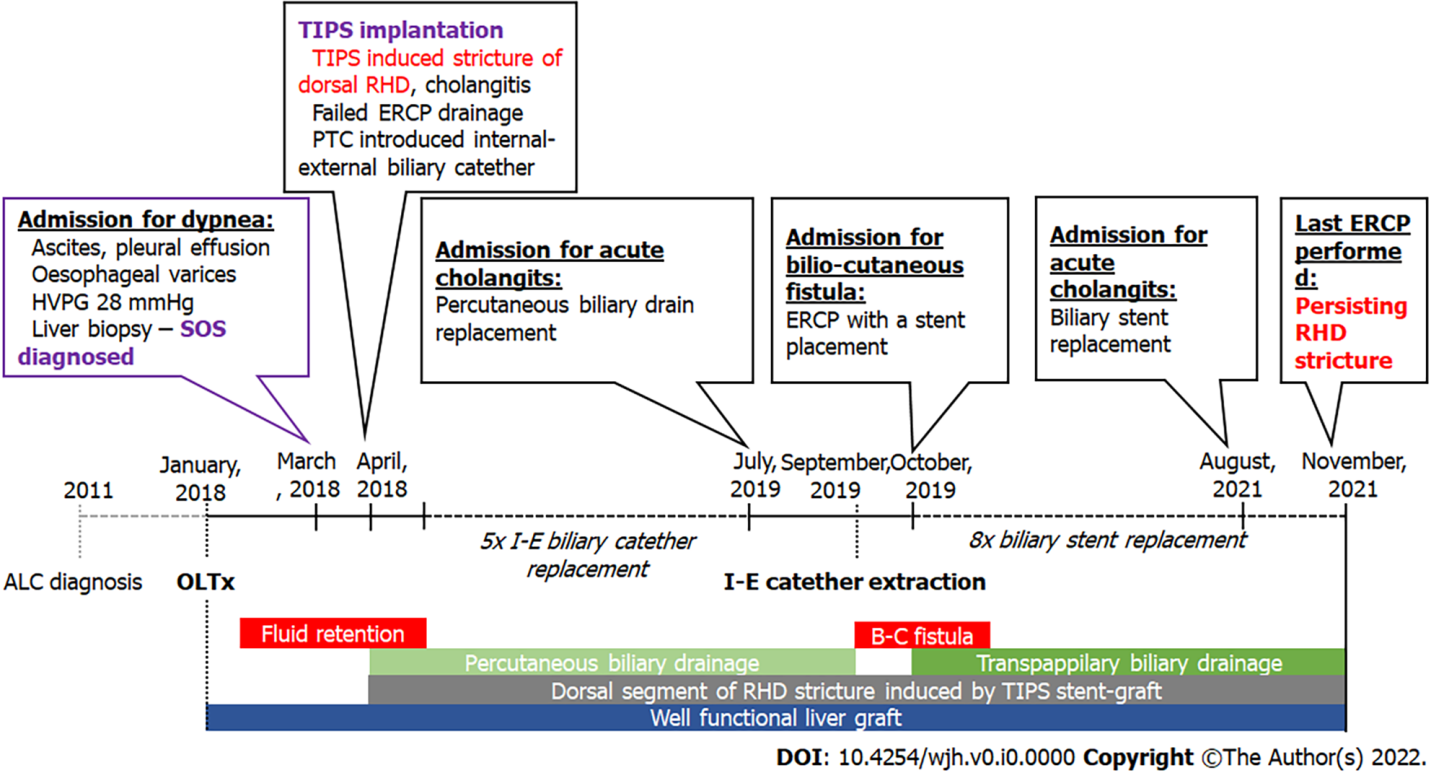 TIPS implantation
TIPS induced stricture of
dorsal RHD, cholangitis
Failed ERCP drainage
PTC introduced internal-
external biliary catether
Admission for dypnea:
Ascites, pleural effusion
Oesophageal varices
HVPG 28 mmHg
Liver biopsy – SOS
diagnosed
Admission for acute
cholangits:
Percutaneous biliary drain
replacement
Admission for
bilio-cutaneous
fistula:
ERCP with a stent
placement
Admission for
acute
cholangits:
Biliary stent
replacement
Last ERCP
performe
d:
Persisting
RHD
stricture
2011
January,
2018
March
, 2018
April,
2018
July,
2019
September,
2019
October,
2019
August,
2021
November,
2021
5x I-E biliary catether
replacement
8x biliary stent replacement
ALC diagnosis
OLTx
I-E catether extraction
Fluid retention
B-C fistula
Percutaneous biliary drainage
Transpappilary biliary drainage
Dorsal segment of RHD stricture induced by TIPS stent-graft
Well functional liver graft
DOI: 10.4254/wjh.v0.i0.0000 Copyright ©The Author(s) 2022.